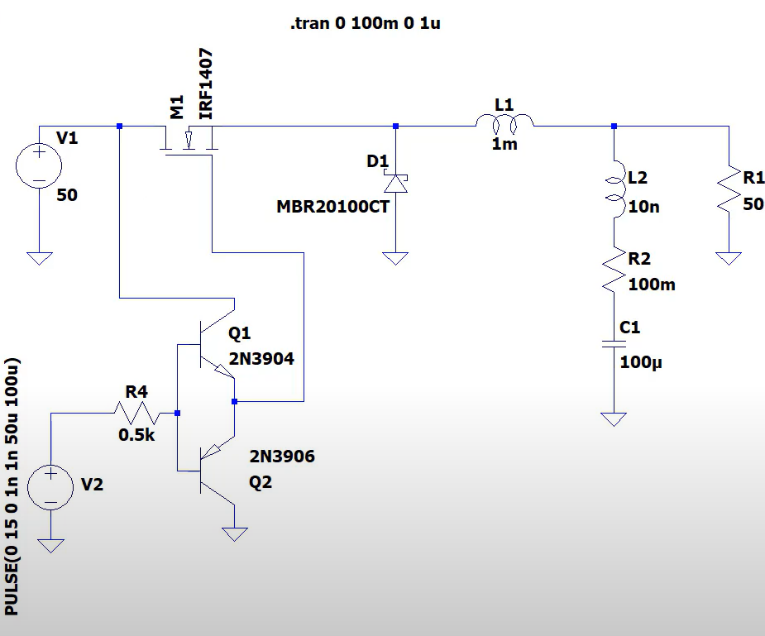 .tran 0 100m 0 1u
M1
IRF1407
V1
50
L1
1m
D1
MBR20100CT
L2
10n
R1
50
R2
100m
C1
100µ
Q1
2N3904
R4
0.5k
2N3906
Q2
V2
PULSE(0 15 0 1n 1n 50u 100u)